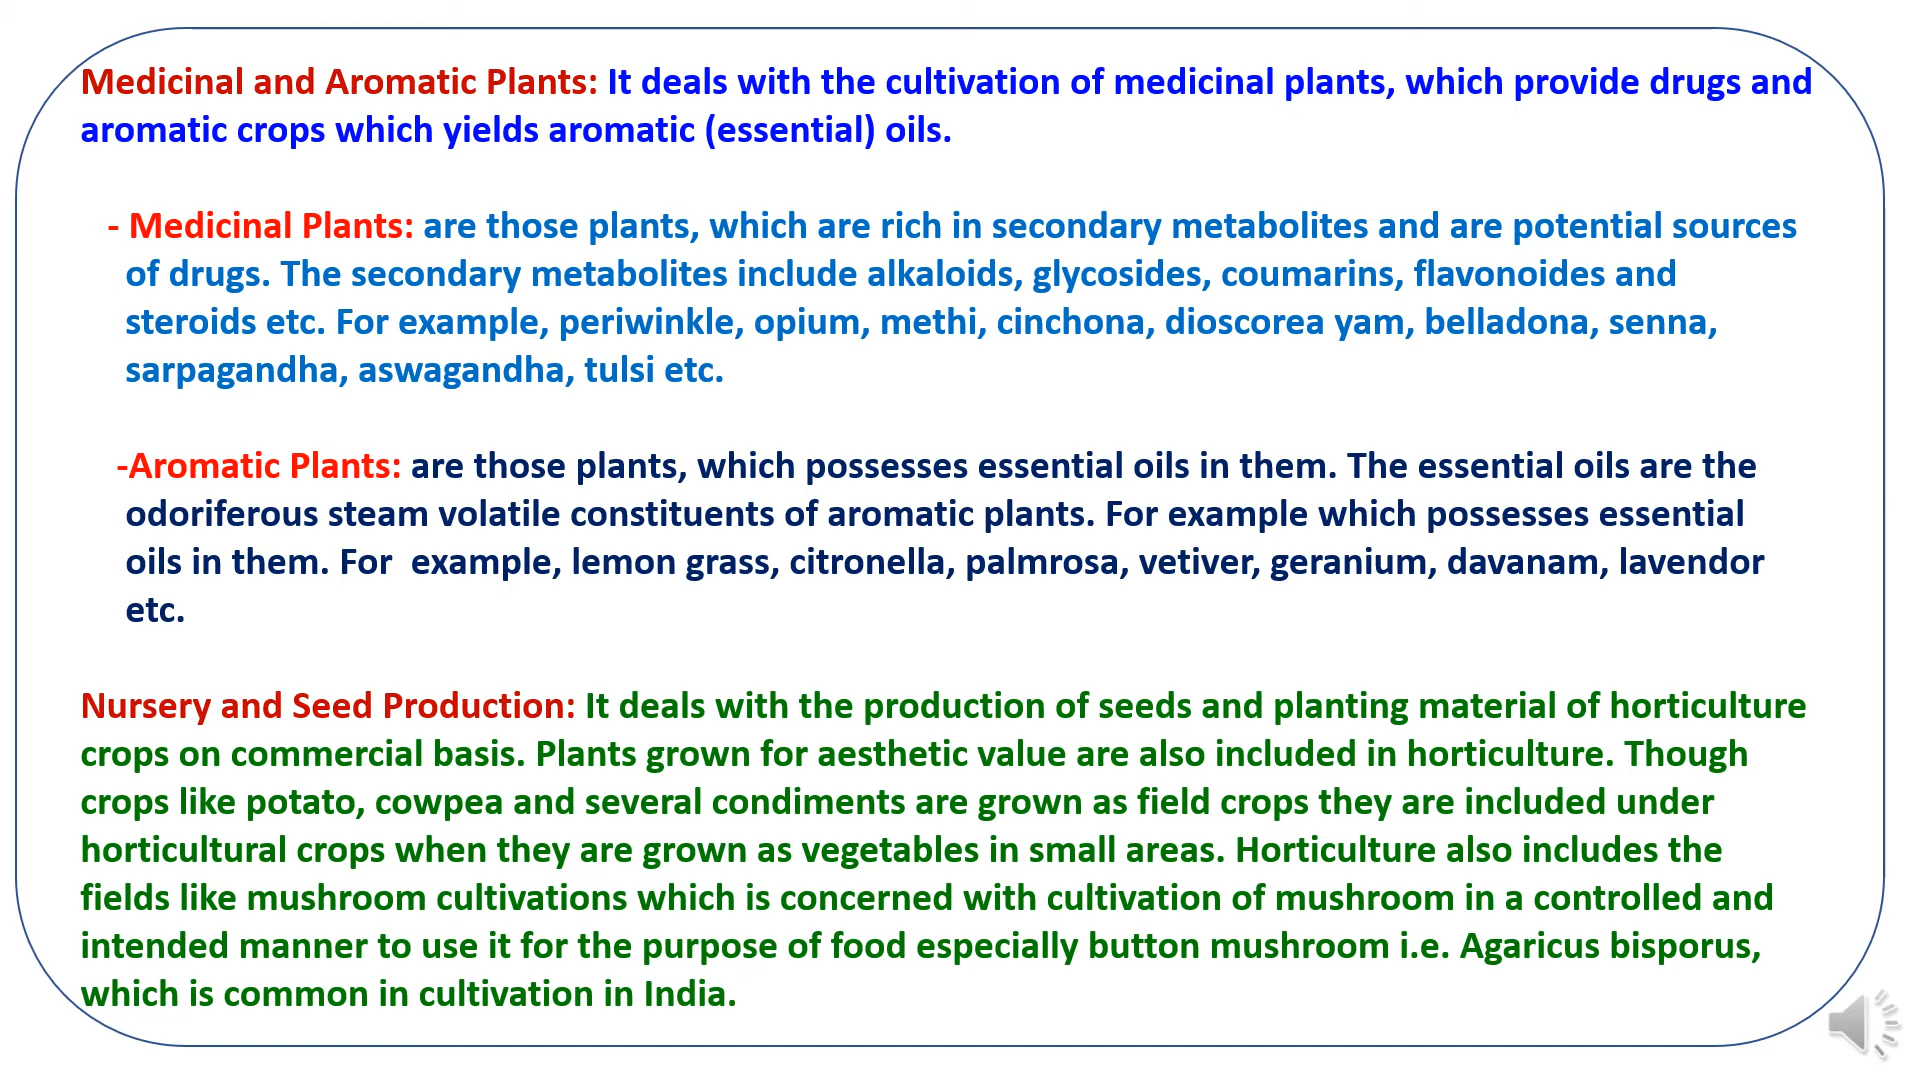 Medicinal and Aromatic Plants: It deals with the cultivation of medicinal plants, which provide drugs and
aromatic crops which yields aromatic (essential) oils.
- Medicinal Plants: are those plants, which are rich in secondary metabolites and are potential sources
of drugs. The secondary metabolites include alkaloids, glycosides, coumarins, flavonoides and
steroids etc. For example, periwinkle, opium, methi, cinchona, dioscorea yam, belladona, senna,
sarpagandha, aswagandha, tulsi etc.
-Aromatic Plants: are those plants, which possesses essential oils in them. The essential oils are the
odoriferous steam volatile constituents of aromatic plants. For example which possesses essential
oils in them. For  example, lemon grass, citronella, palmrosa, vetiver, geranium, davanam, lavendor
etc.
Nursery and Seed Production: It deals with the production of seeds and planting material of horticulture
crops on commercial basis. Plants grown for aesthetic value are also included in horticulture. Though
crops like potato, cowpea and several condiments are grown as field crops they are included under
horticultural crops when they are grown as vegetables in small areas. Horticulture also includes the
fields like mushroom cultivations which is concerned with cultivation of mushroom in a controlled and
intended manner to use it for the purpose of food especially button mushroom i.e. Agaricus bisporus,
which is common in cultivation in India.